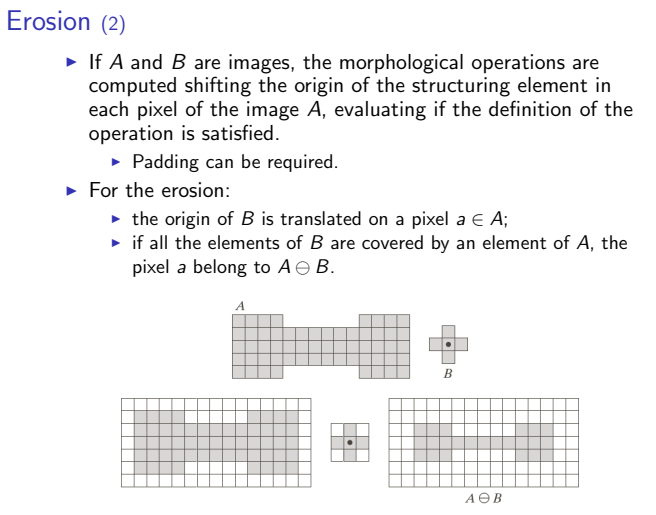 Erosion (2)
▶ If A and B are images, the morphological operations are
computed shifting the origin of the structuring element in
each pixel of the image A, evaluating if the definition of the
operation is satisfied.
▶ Padding can be required.
▶ For the erosion:
▶ the origin of B is translated on a pixel a ∈ A;
▶ if all the elements of B are covered by an element of A, the
pixel a belong to A ⊖ B.
A
B
A ⊖ B